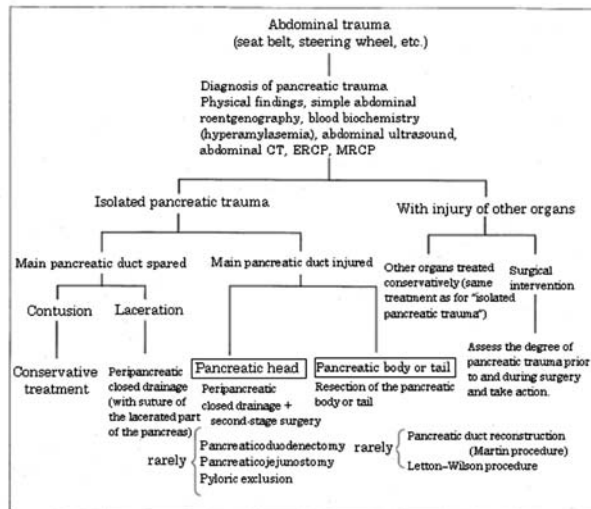 Abdominal trauma
(seat belt, steering wheel, etc.)
Diagnosis of pancreatic trauma
Physical findings, simple abdominal
roentgenography, blood biochemistry
(hyperamylasemia), abdominal ultrasound,
abdominal CT, ERCP, MRCP
Isolated pancreatic trauma
With injury of other organs
Main pancreatic duct spared
Main pancreatic duct injured
Other organs treated
conservatively (same
treatment as for "isolated
pancreatic trauma")
Surgical
intervention
Contusion
Laceration
Conservative
treatment
Peripancreatic
closed drainage
(with suture of
the lacerated part
of the pancreas)
Pancreatic head
Peripancreatic
closed drainage +
second-stage surgery
Pancreatic body or tail
Resection of the pancreatic
body or tail
Assess the degree of
pancreatic trauma prior
to and during surgery
and take action.
rarely
Pancreaticoduodenectomy
Pancreaticojejunostomy
Pyloric exclusion
rarely
Pancreatic duct reconstruction
(Martin procedure)
Letton–Wilson procedure